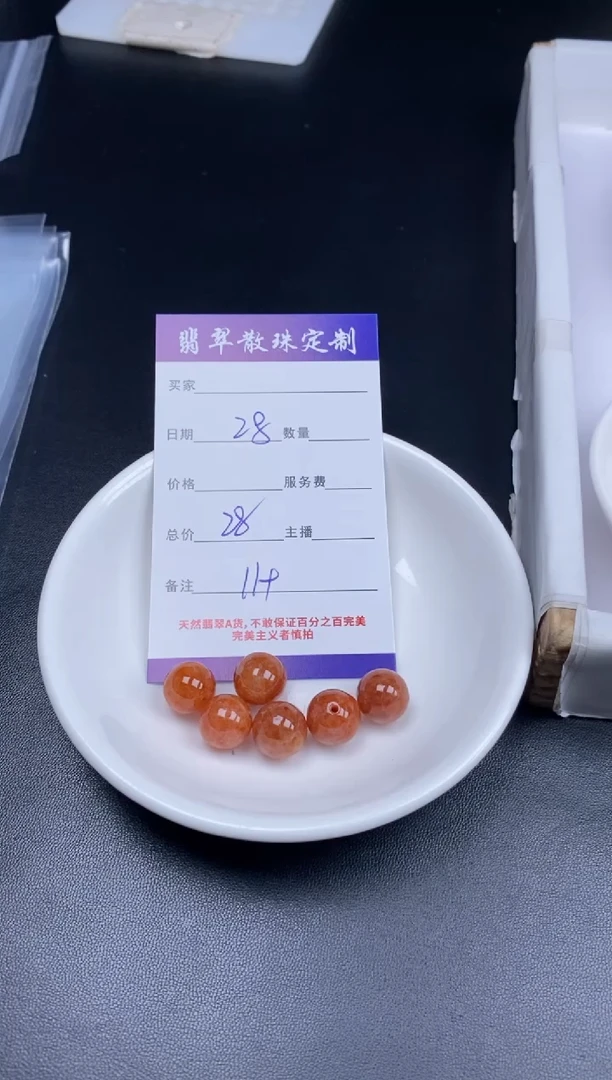 翡翠散珠定制
买家
日期 28 数量
价格 服务费
总价 28 主播
备注 11+
天然翡翠A货,不敢保证百分之百完美
完美主义者慎拍